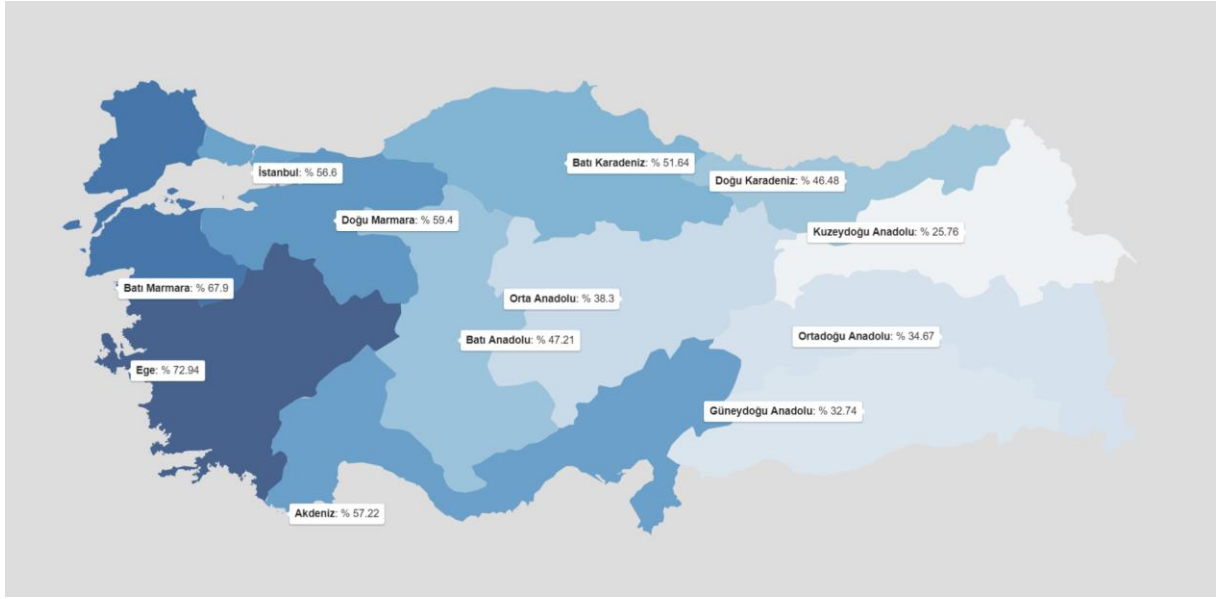 Batı Karadeniz: % 51.64
İstanbul: % 56.6
Doğu Karadeniz: % 46.48
Doğu Marmara: % 59.4
Kuzeydoğu Anadolu: % 25.76
Batı Marmara: % 67.9
Orta Anadolu: % 38.3
Ortadoğu Anadolu: % 34.67
Batı Anadolu: % 47.21
Ege: % 72.94
Güneydoğu Anadolu: % 32.74
Akdeniz: % 57.22